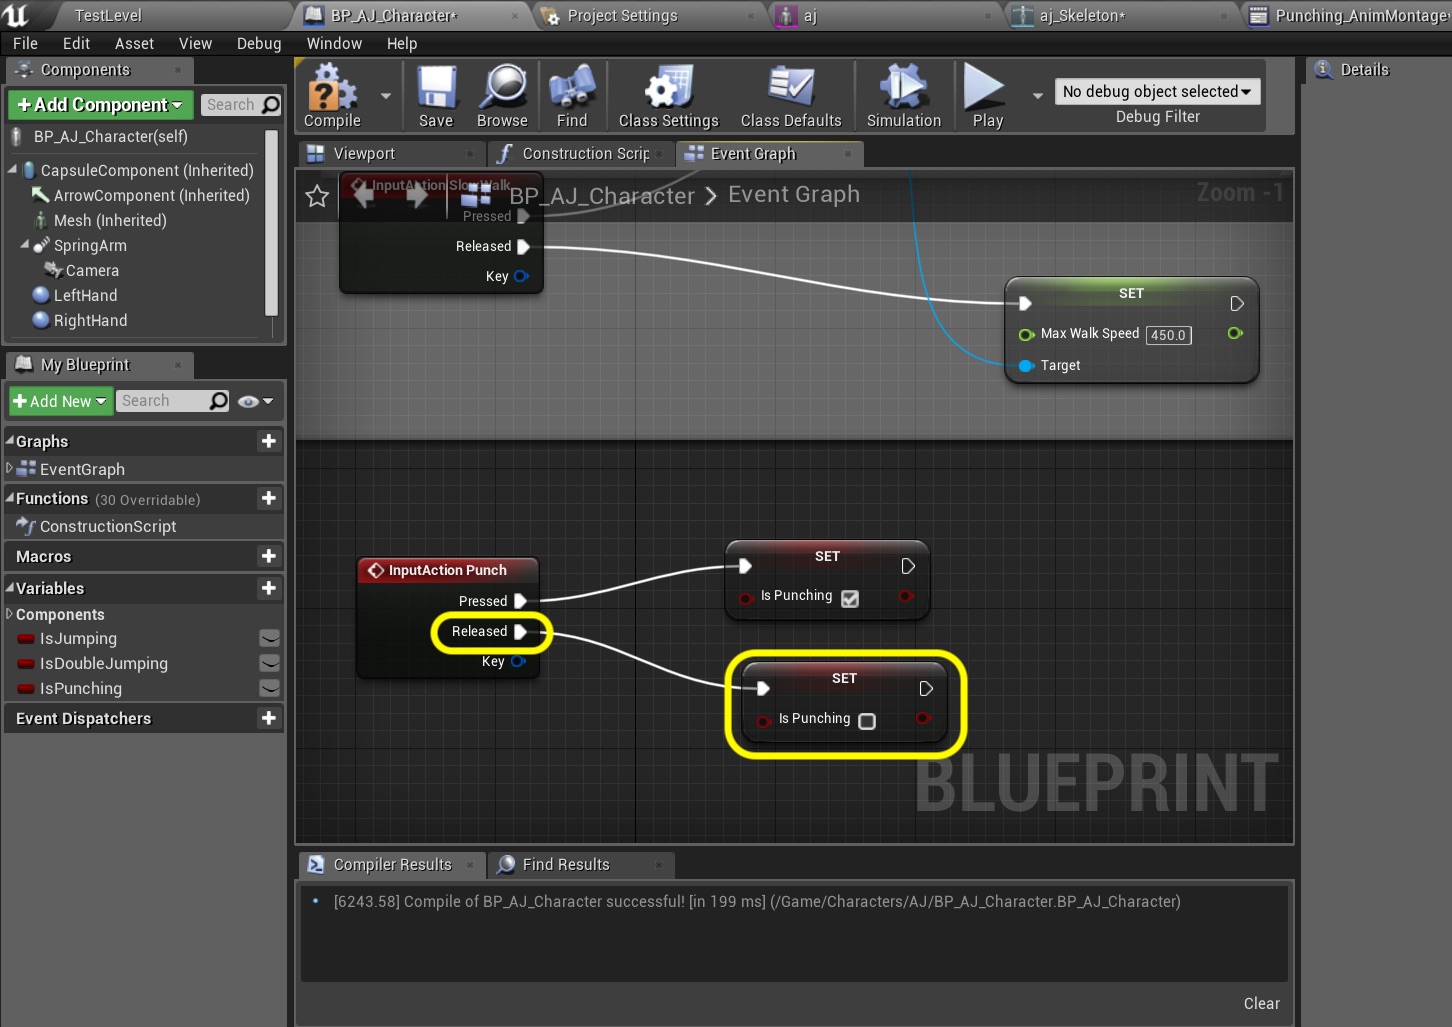 TestLevel
BP_AJ_Character*
Project Settings
aj
aj_Skeleton*
Punching_AnimMontage
File Edit Asset View Debug Window Help
Components
+Add Component
Search
BP_AJ_Character(self)
CapsuleComponent (Inherited)
ArrowComponent (Inherited)
Mesh (Inherited)
SpringArm
Camera
LeftHand
RightHand
My Blueprint
+Add New
Search
Graphs
EventGraph
Functions (30 Overridable)
ConstructionScript
Macros
Variables
Components
IsJumping
IsDoubleJumping
IsPunching
Event Dispatchers
Compile
Save
Browse
Find
Class Settings
Class Defaults
Simulation
Play
No debug object selected
Debug Filter
Details
Viewport
Construction Scrip
Event Graph
BP_AJ_Character > Event Graph
Zoom -1
InputAction SlowWalk
Pressed
Released
Key
SET
Max Walk Speed 450.0
Target
InputAction Punch
Pressed
Released
Key
SET
Is Punching
SET
Is Punching
BLUEPRINT
Compiler Results
Find Results
[6243.58] Compile of BP_AJ_Character successful! [in 199 ms] (/Game/Characters/AJ/BP_AJ_Character.BP_AJ_Character)
Clear